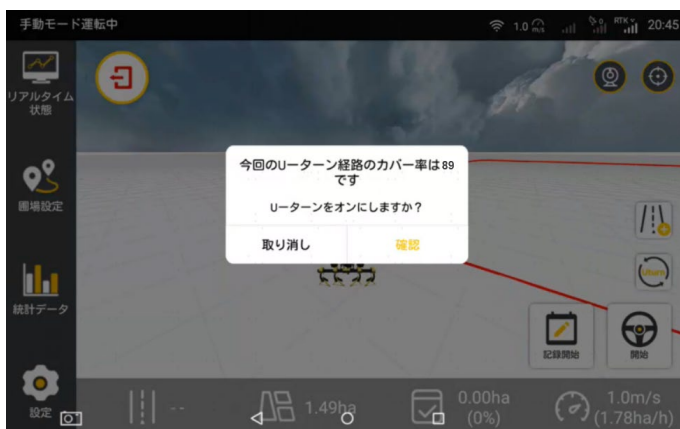 手動モード運転中
1.0 m/s
RTK
20:45
リアルタイム
状態
圃場設定
統計データ
設定
今回のUーターン経路のカバー率は89
です
Uーターンをオンにしますか？
取り消し
確認
Uturn
記録開始
開始
--
1.49ha
0.00ha
(0%)
1.0m/s
(1.78ha/h)